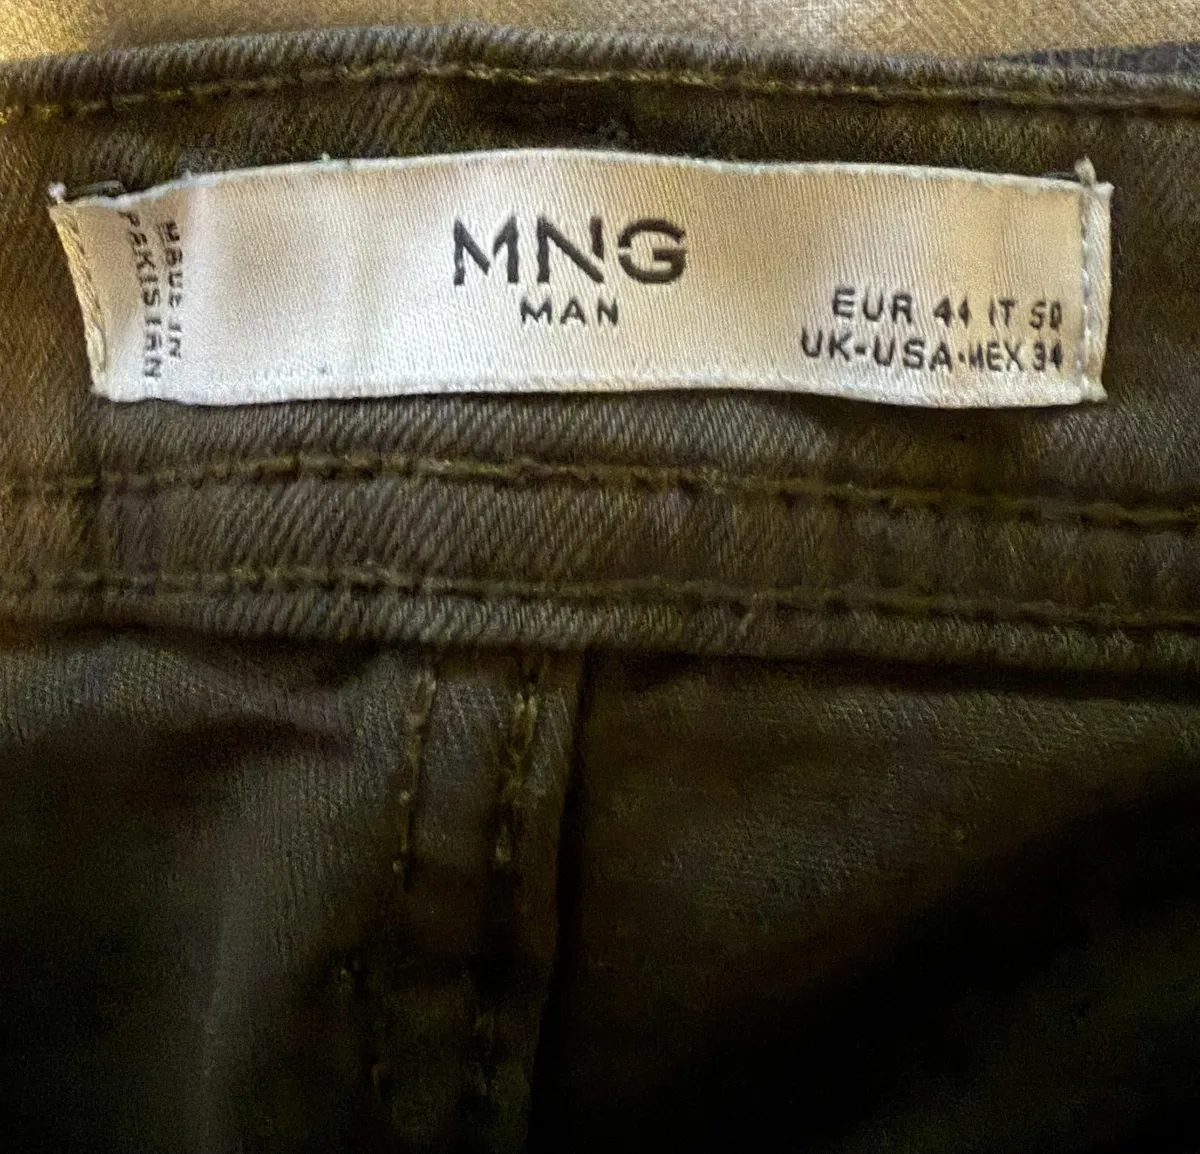 MADE IN
PAKISTAN
MNG
MAN
EUR 44 IT 50
UK-USA-MEX 34